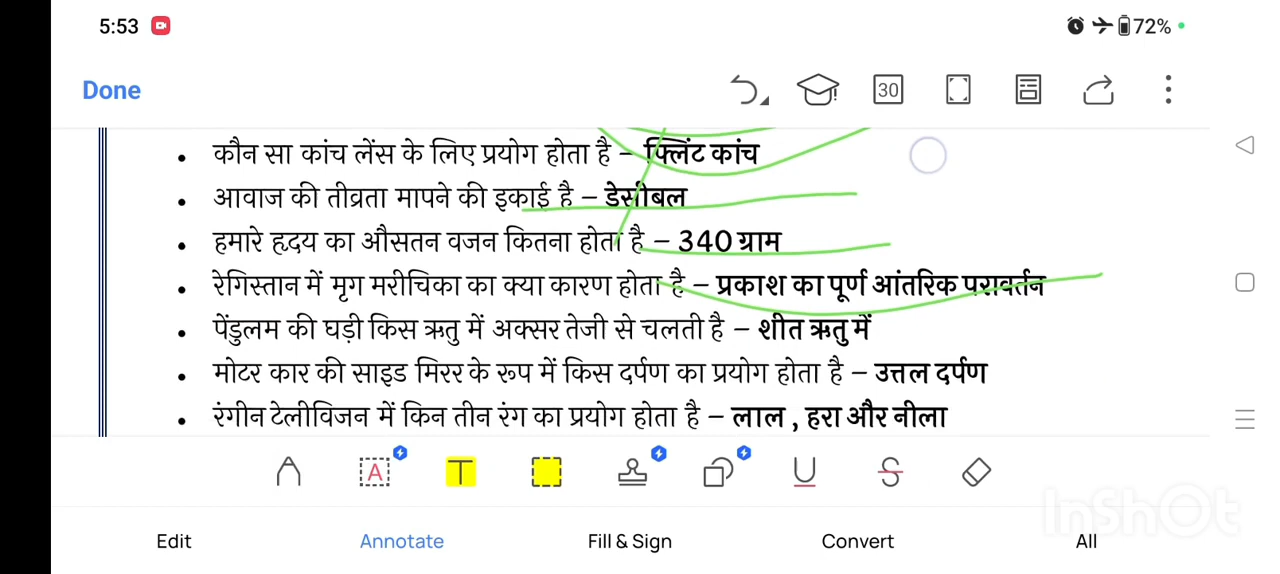 5:53
72%
Done
30
कौन सा कांच लेंस के लिए प्रयोग होता है – फ्लिंट कांच
आवाज की तीव्रता मापने की इकाई है – डेसीबल
हमारे हृदय का औसतन वजन कितना होता है – 340 ग्राम
रेगिस्तान में मृग मरीचिका का क्या कारण होता है – प्रकाश का पूर्ण आंतरिक परावर्तन
पेंडुलम की घड़ी किस ऋतु में अक्सर तेजी से चलती है – शीत ऋतु में
मोटर कार की साइड मिरर के रूप में किस दर्पण का प्रयोग होता है – उत्तल दर्पण
रंगीन टेलीविजन में किन तीन रंग का प्रयोग होता है – लाल , हरा और नीला
A T U S
InShOt
Edit Annotate Fill & Sign Convert All